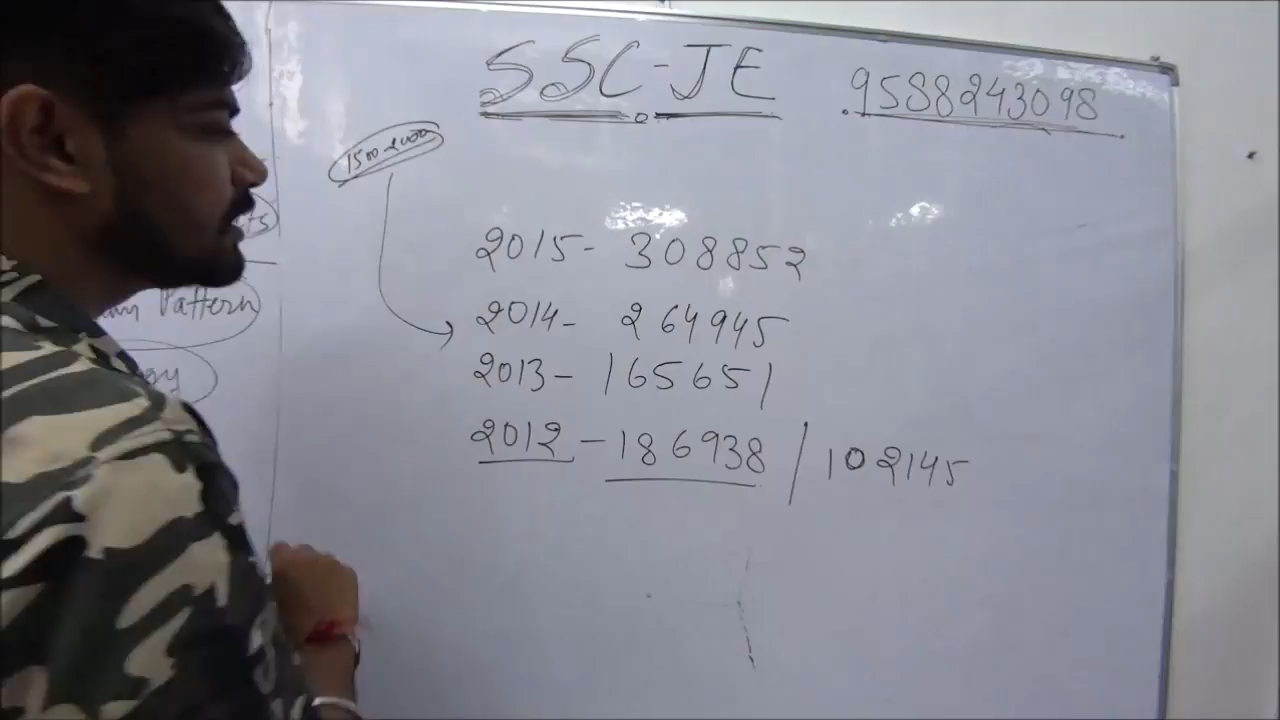 SSC-JE
9588243098
1500-2000
2015- 308852
2014- 264945
2013- 165651
2012 - 186938 / 102145
Pattern